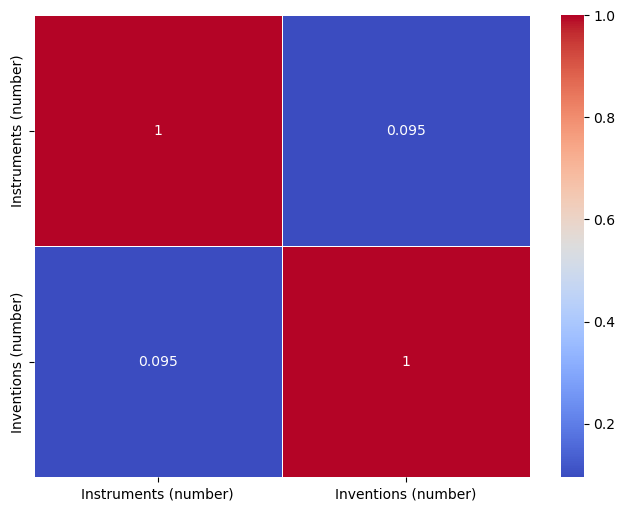 Instruments (number)
Inventions (number)
1
0.095
0.095
1
Instruments (number)
Inventions (number)
1.0
0.8
0.6
0.4
0.2